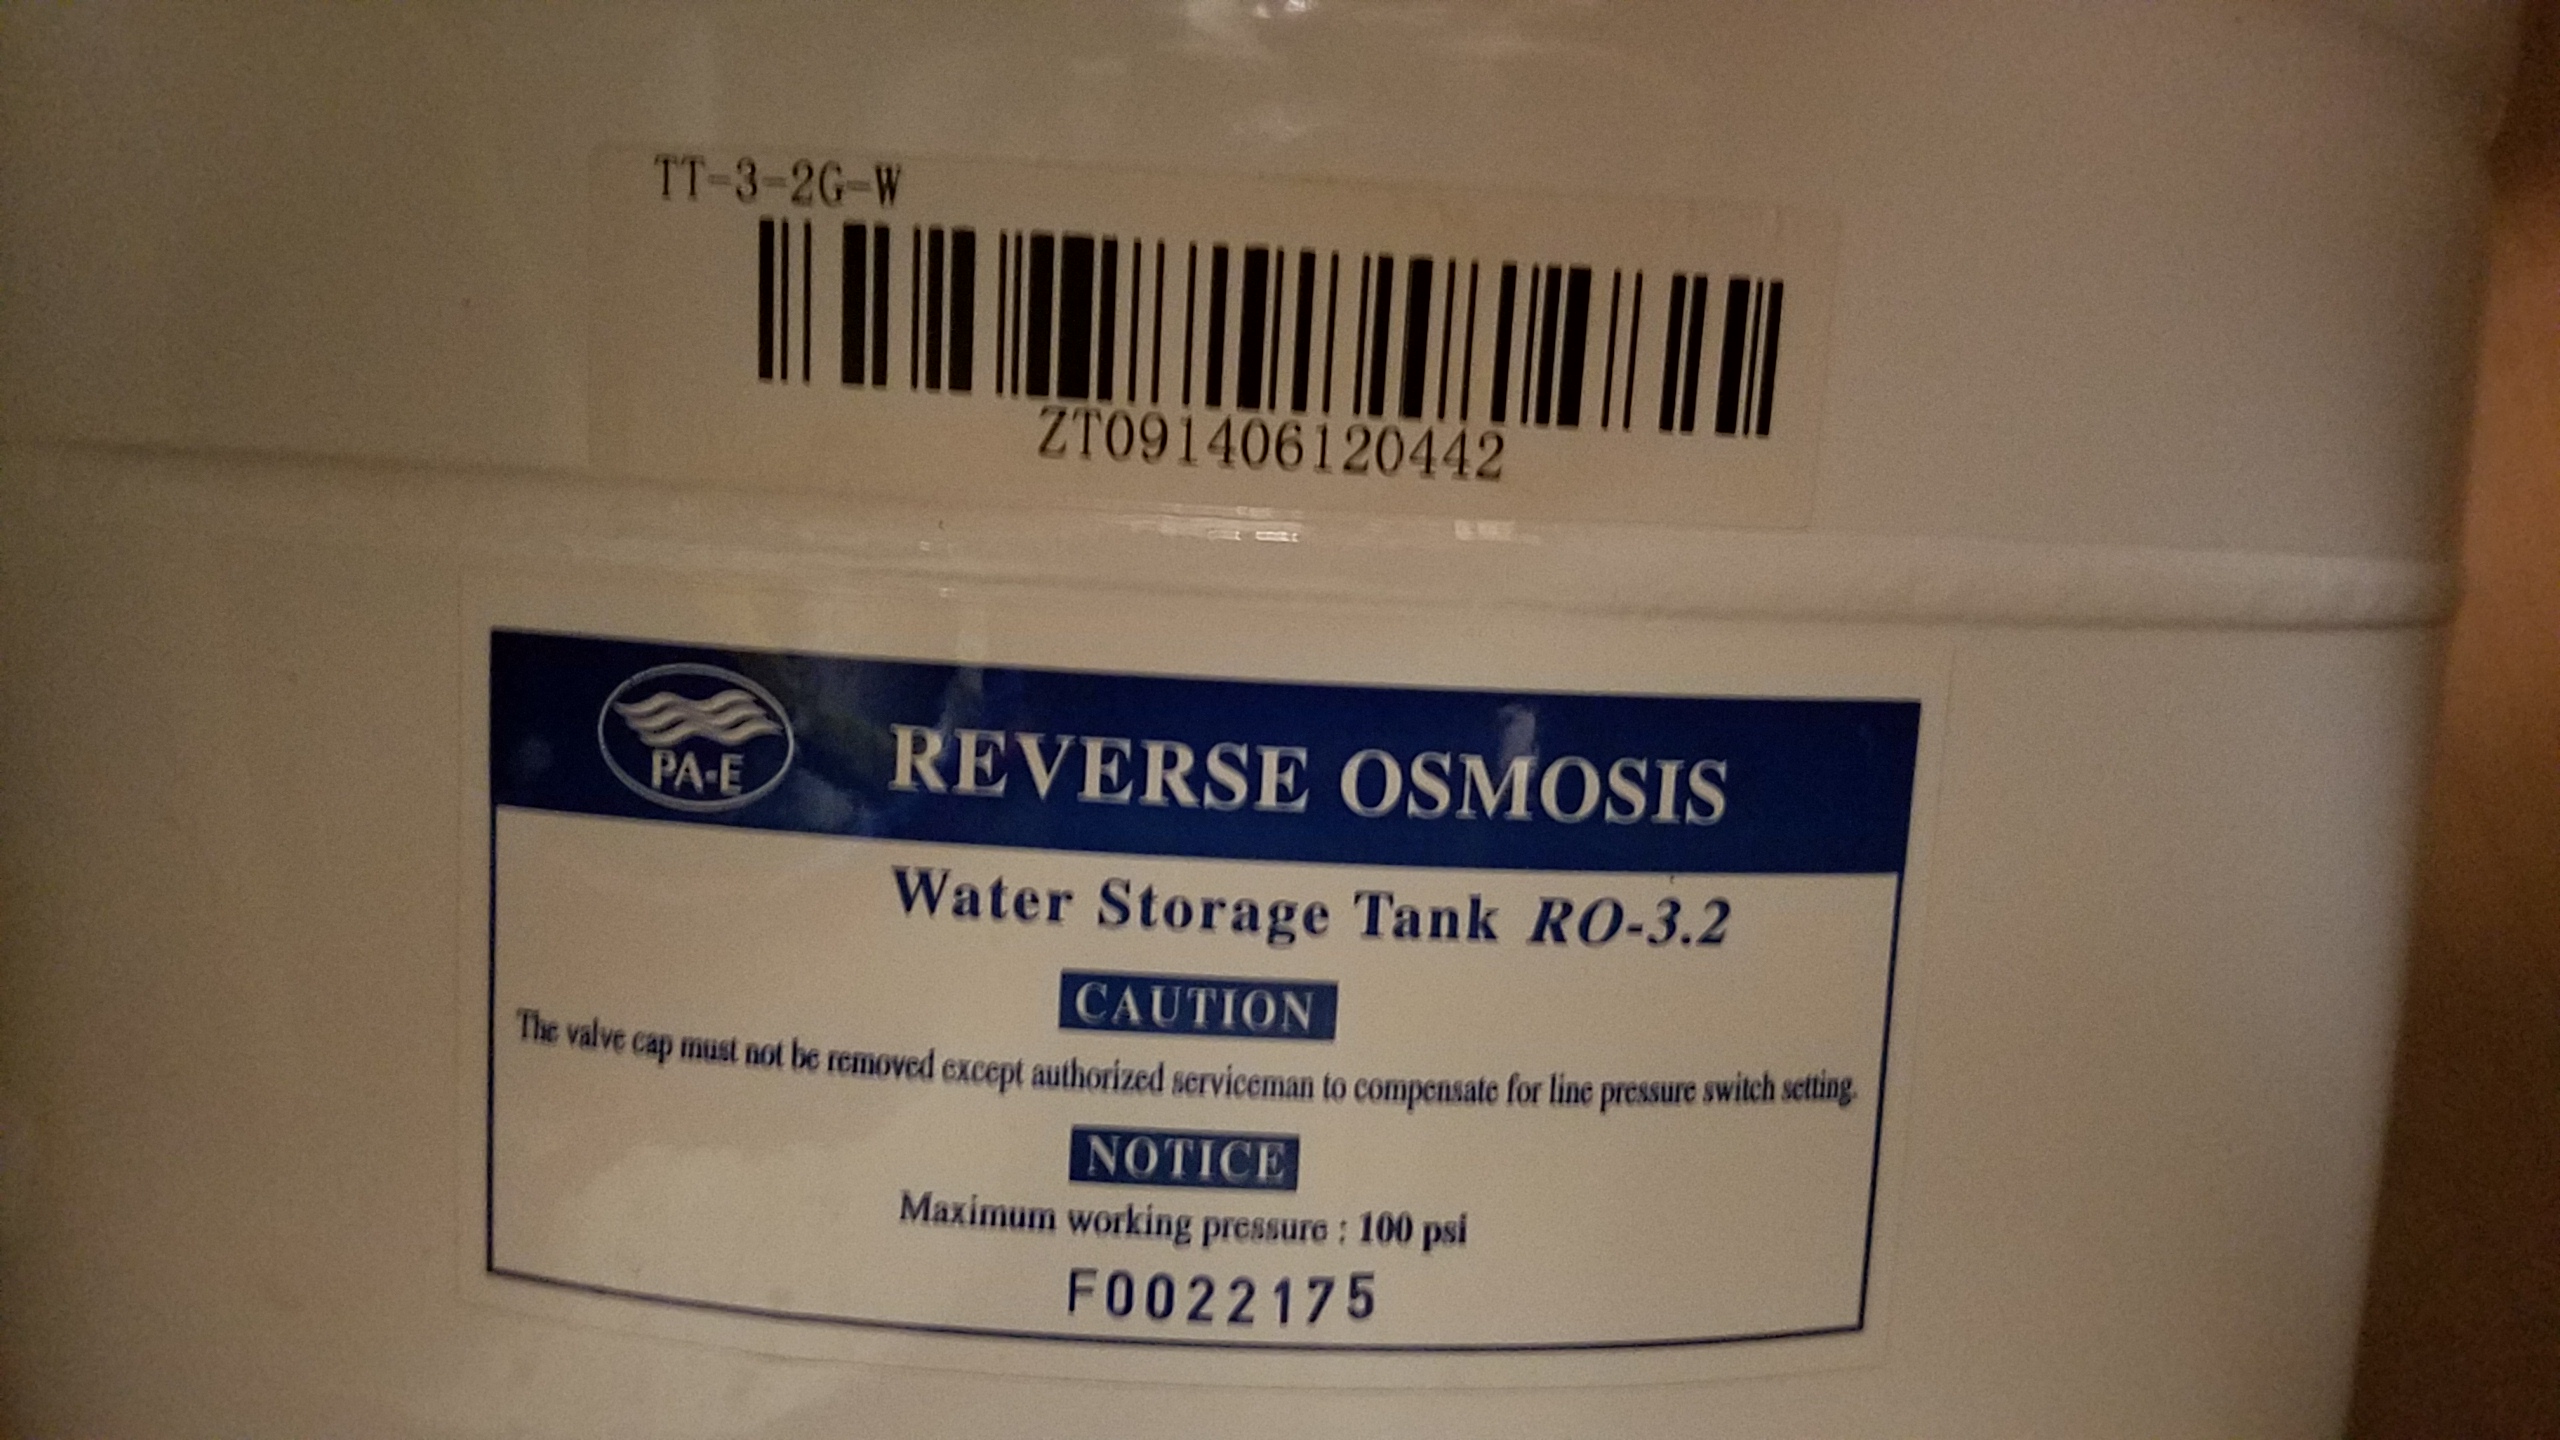 TT-3-2G-W
ZT091406120442
PA-E
REVERSE OSMOSIS
Water Storage Tank RO-3.2
CAUTION
The valve cap must not be removed except authorized serviceman to compensate for line pressure switch setting.
NOTICE
Maximum working pressure : 100 psi
F0022175